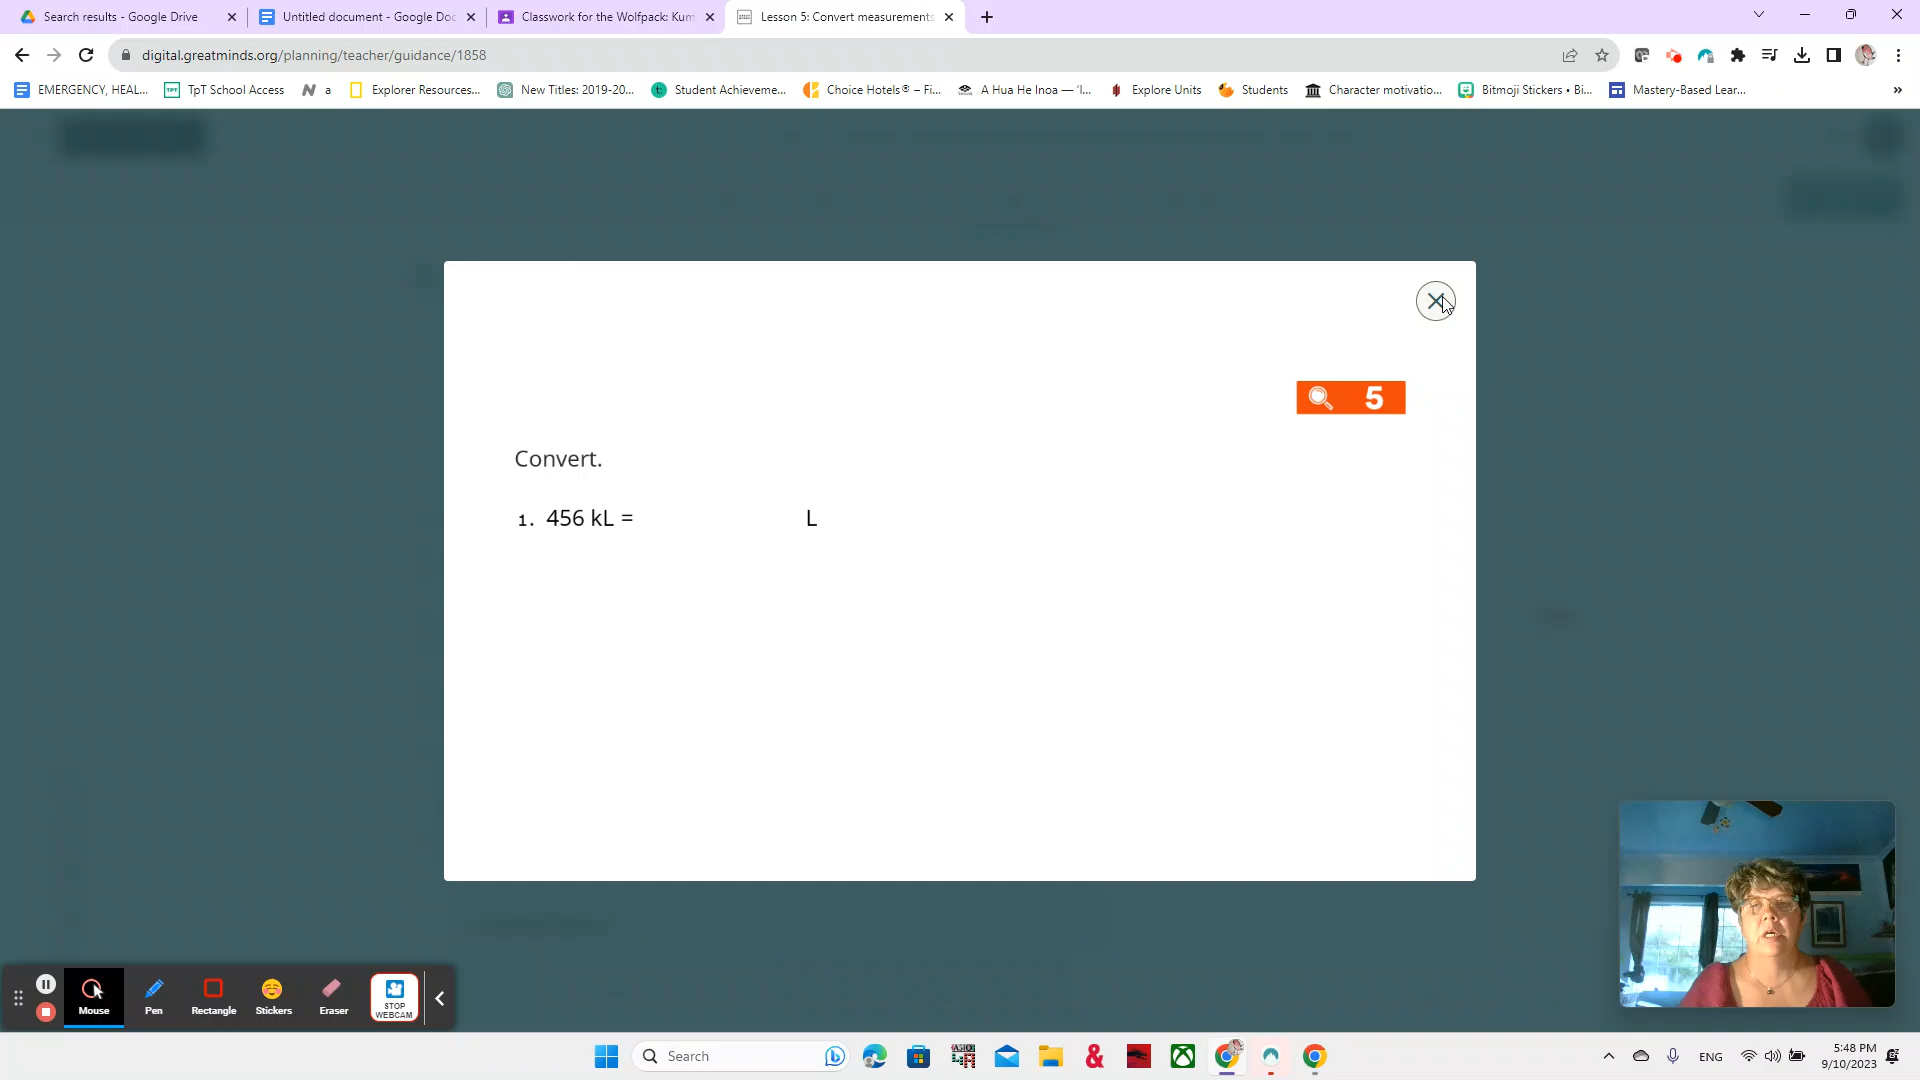 Search results - Google Drive
Untitled document - Google Doc
Classwork for the Wolfpack: Kum
Lesson 5: Convert measurements
digital.greatminds.org/planning/teacher/guidance/1858
EMERGENCY, HEAL...
TpT School Access
a
Explorer Resources...
New Titles: 2019-20...
Student Achieveme...
Choice Hotels® – Fi...
A Hua He Inoa — ‘I...
Explore Units
Students
Character motivatio...
Bitmoji Stickers • Bi...
Mastery-Based Lear...
»
5
Convert.
1. 456 kL = L
Mouse
Pen
Rectangle
Stickers
Eraser
STOP
WEBCAM
Search
ENG
5:48 PM
9/10/2023